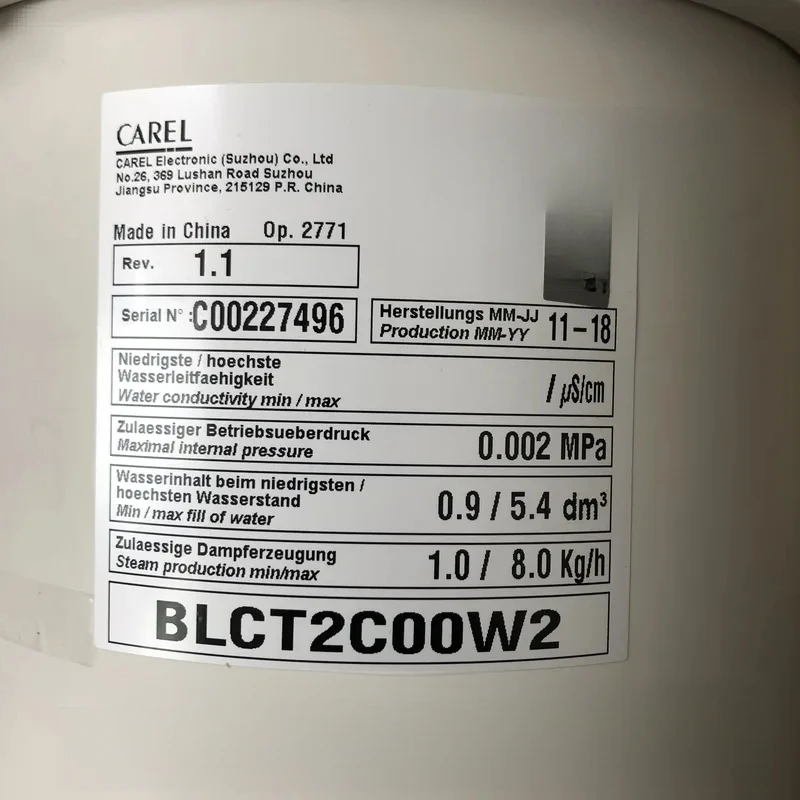 CAREL
CAREL Electronic (Suzhou) Co., Ltd
No.26, 369 Lushan Road Suzhou
Jiangsu Province, 215129 P.R. China
Made in China Op. 2771
Rev. 1.1
Serial N° :C00227496
Herstellungs MM-JJ
Production MM-YY 11-18
Niedrigste / hoechste
Wasserleitfaehigkeit
Water conductivity min / max / µS/cm
Zulaessiger Betriebsueberdruck
Maximal internal pressure 0.002 MPa
Wasserinhalt beim niedrigsten /
hoechsten Wasserstand
Min / max fill of water 0.9 / 5.4 dm³
Zulaessige Dampferzeugung
Steam production min/max 1.0 / 8.0 Kg/h
BLCT2C00W2